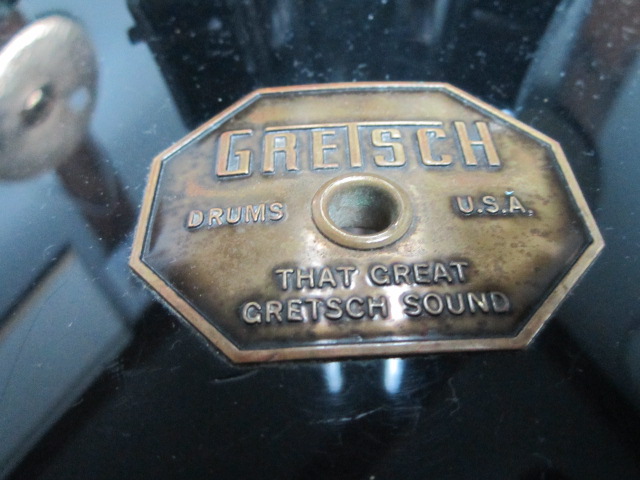 GRETSCH
DRUMS U.S.A.
THAT GREAT
GRETSCH SOUND